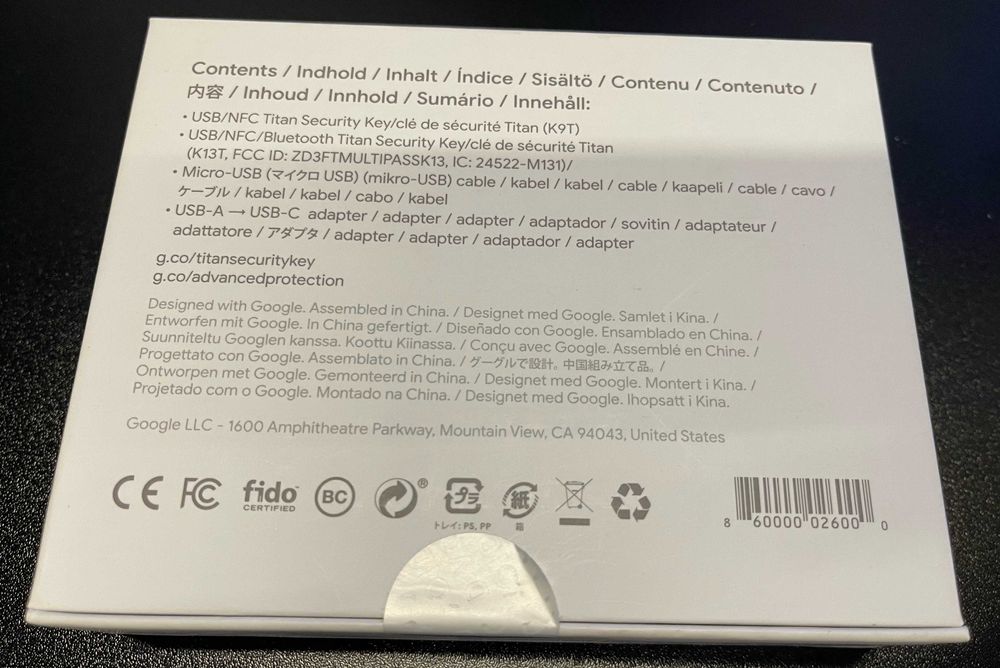 Contents / Indhold / Inhalt / Índice / Sisältö / Contenu / Contenuto /
内容 / Inhoud / Innhold / Sumário / Innehåll:
• USB/NFC Titan Security Key/clé de sécurité Titan (K9T)
• USB/NFC/Bluetooth Titan Security Key/clé de sécurité Titan
(K13T, FCC ID: ZD3FTMULTIPASSK13, IC: 24522-M131)/
• Micro-USB (マイクロ USB) (mikro-USB) cable / kabel / kabel / cable / kaapeli / cable / cavo /
ケーブル / kabel / kabel / cabo / kabel
• USB-A → USB-C adapter / adapter / adapter / adaptador / sovitin / adaptateur /
adattatore / アダプタ / adapter / adapter / adaptador / adapter
g.co/titansecuritykey
g.co/advancedprotection
Designed with Google. Assembled in China. / Designet med Google. Samlet i Kina. /
Entworfen mit Google. In China gefertigt. / Diseñado con Google. Ensamblado en China. /
Suunniteltu Googlen kanssa. Koottu Kiinassa. / Conçu avec Google. Assemblé en Chine. /
Progettato con Google. Assemblato in China. / グーグルで設計。中国組み立て品。 /
Ontworpen met Google. Gemonteerd in China. / Designet med Google. Montert i Kina. /
Projetado com o Google. Montado na China. / Designet med Google. Ihopsatt i Kina.
Google LLC - 1600 Amphitheatre Parkway, Mountain View, CA 94043, United States
CE FC fido BC ® プラ 紙
CERTIFIED
トレイ: PS, PP 箱
8 60000 02600 0